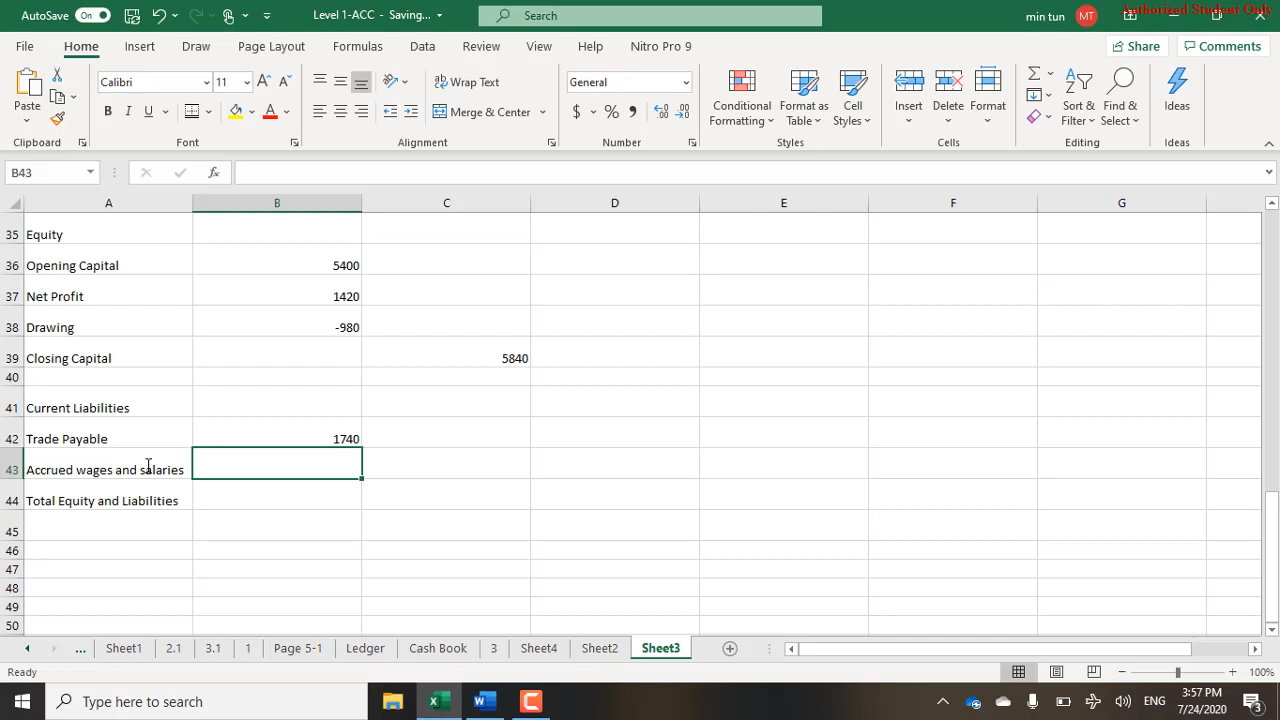 AutoSave On Level 1-ACC - Saving... Search min tun MT Authorized Student Only
File Home Insert Draw Page Layout Formulas Data Review View Help Nitro Pro 9 Share Comments
Paste Calibri 11 A A Wrap Text General Conditional Formatting Format as Table Cell Styles Insert Delete Format Sort & Filter Find & Select Ideas
B I U A Merge & Center $ % ,
Clipboard Font Alignment Number Styles Cells Editing Ideas
B43 fx
A B C D E F G
35 Equity
36 Opening Capital 5400
37 Net Profit 1420
38 Drawing -980
39 Closing Capital 5840
40
41 Current Liabilities
42 Trade Payable 1740
43 Accrued wages and salaries
44 Total Equity and Liabilities
45
46
47
48
49
50
... Sheet1 2.1 3.1 1 Page 5-1 Ledger Cash Book 3 Sheet4 Sheet2 Sheet3
Ready 100%
Type here to search ENG 3:57 PM
7/24/2020 3